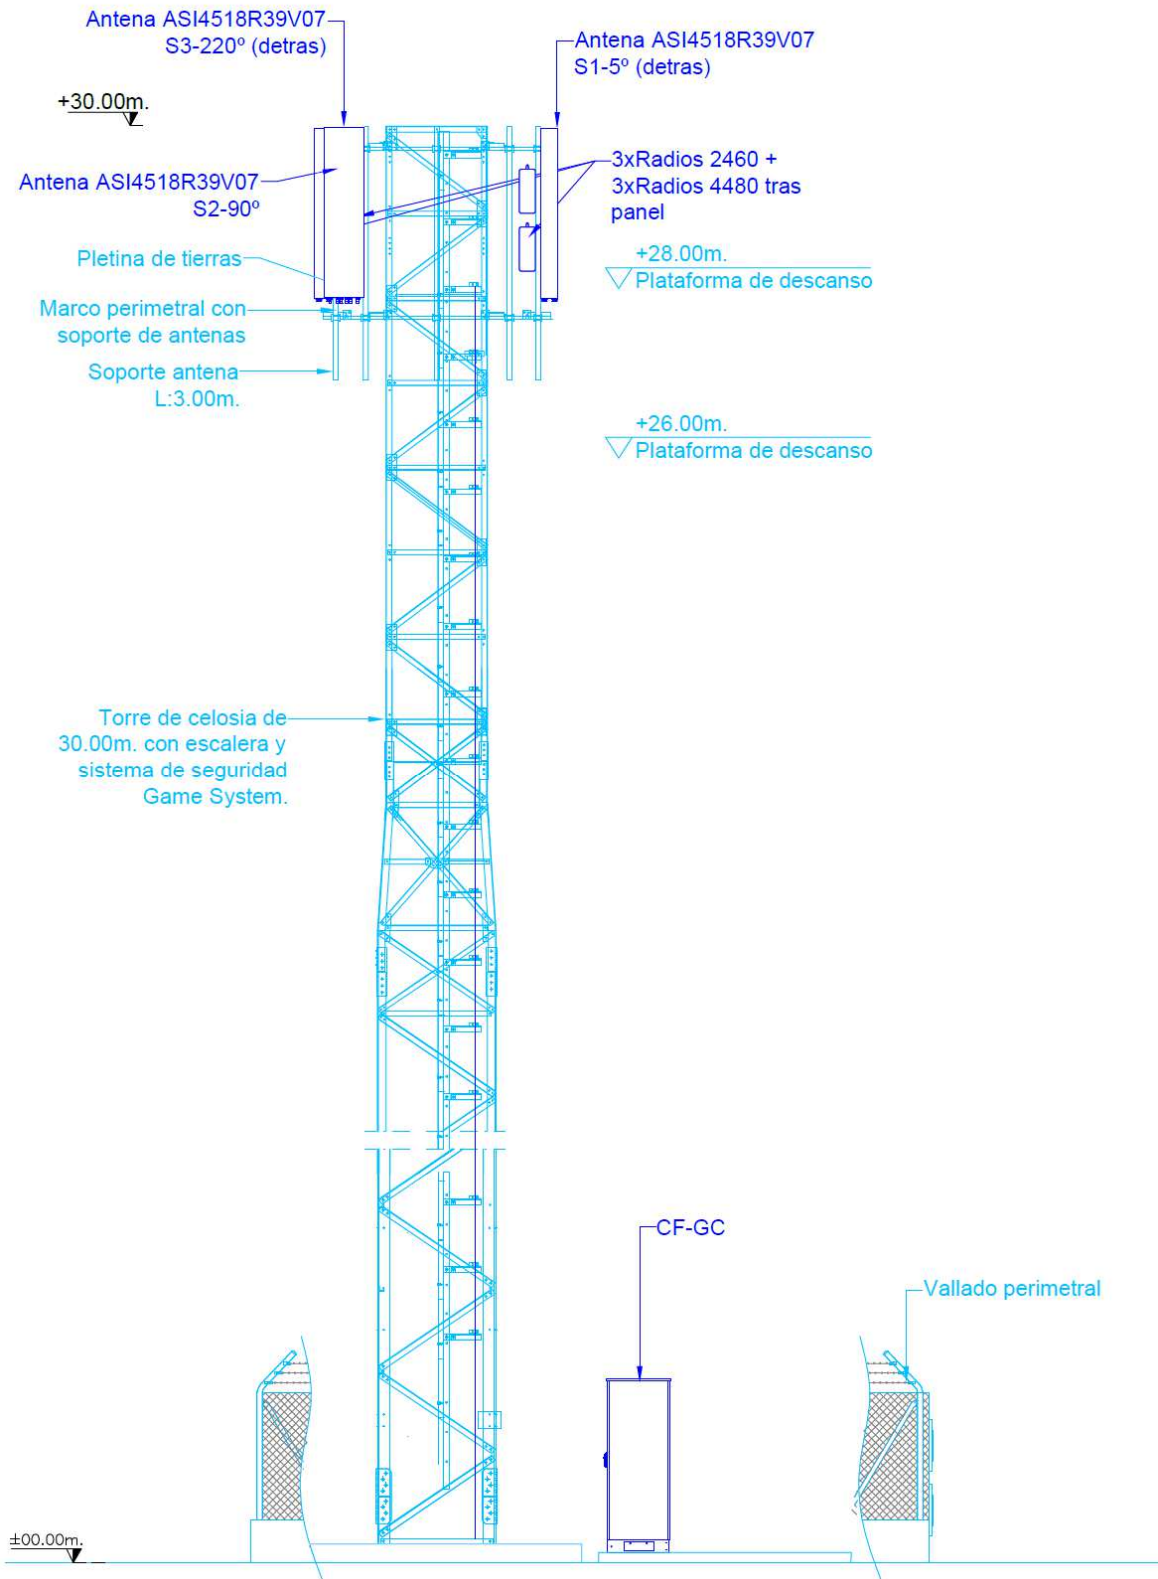 Antena ASI4518R39V07
S3-220º (detras)
Antena ASI4518R39V07
S1-5º (detras)
+30.00m.
Antena ASI4518R39V07
S2-90º
3xRadios 2460 +
3xRadios 4480 tras
panel
Pletina de tierras
+28.00m.
Plataforma de descanso
Marco perimetral con
soporte de antenas
Soporte antena
L:3.00m.
+26.00m.
Plataforma de descanso
Torre de celosia de
30.00m. con escalera y
sistema de seguridad
Game System.
CF-GC
Vallado perimetral
±00.00m.